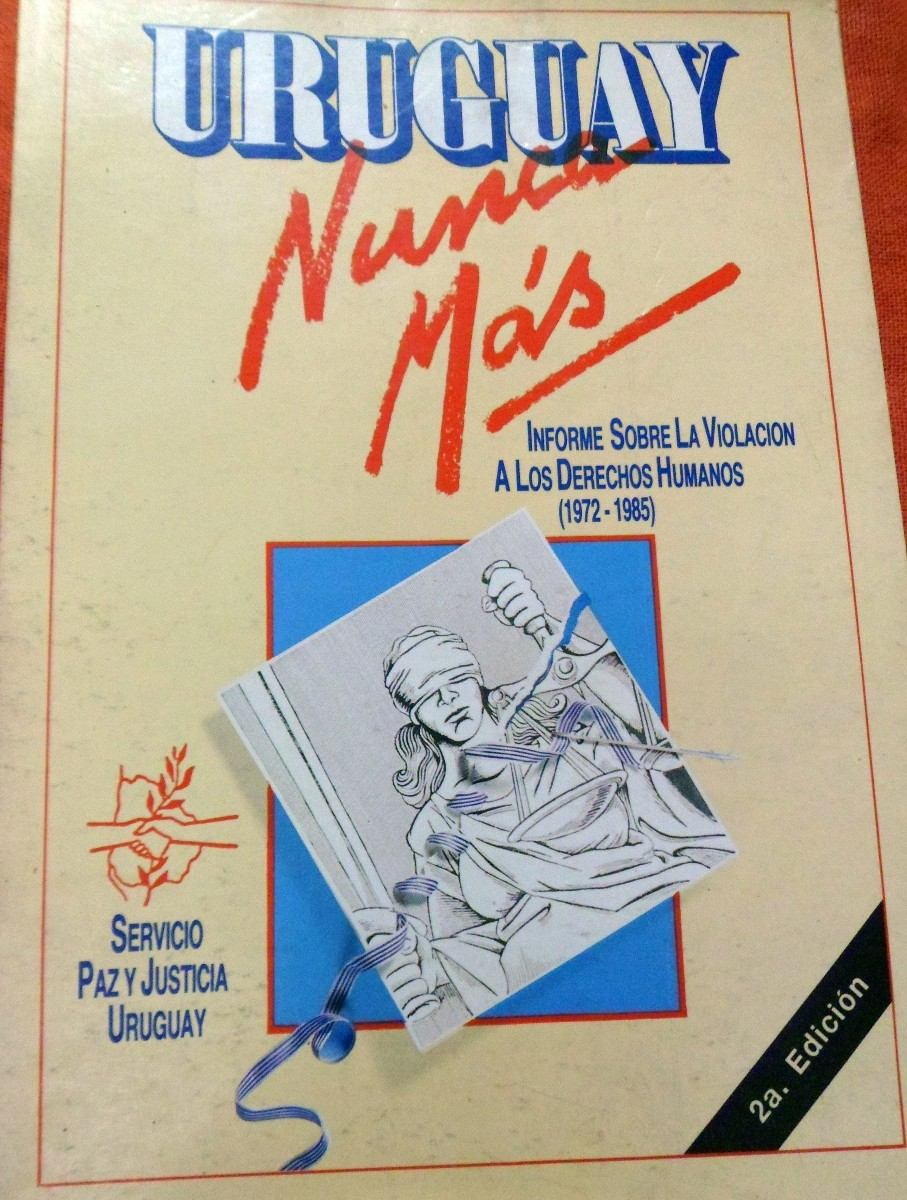 URUGUAY
Nunca
Más
INFORME SOBRE LA VIOLACION
A LOS DERECHOS HUMANOS
(1972 - 1985)
SERVICIO
PAZ Y JUSTICIA
URUGUAY
2a. Edición